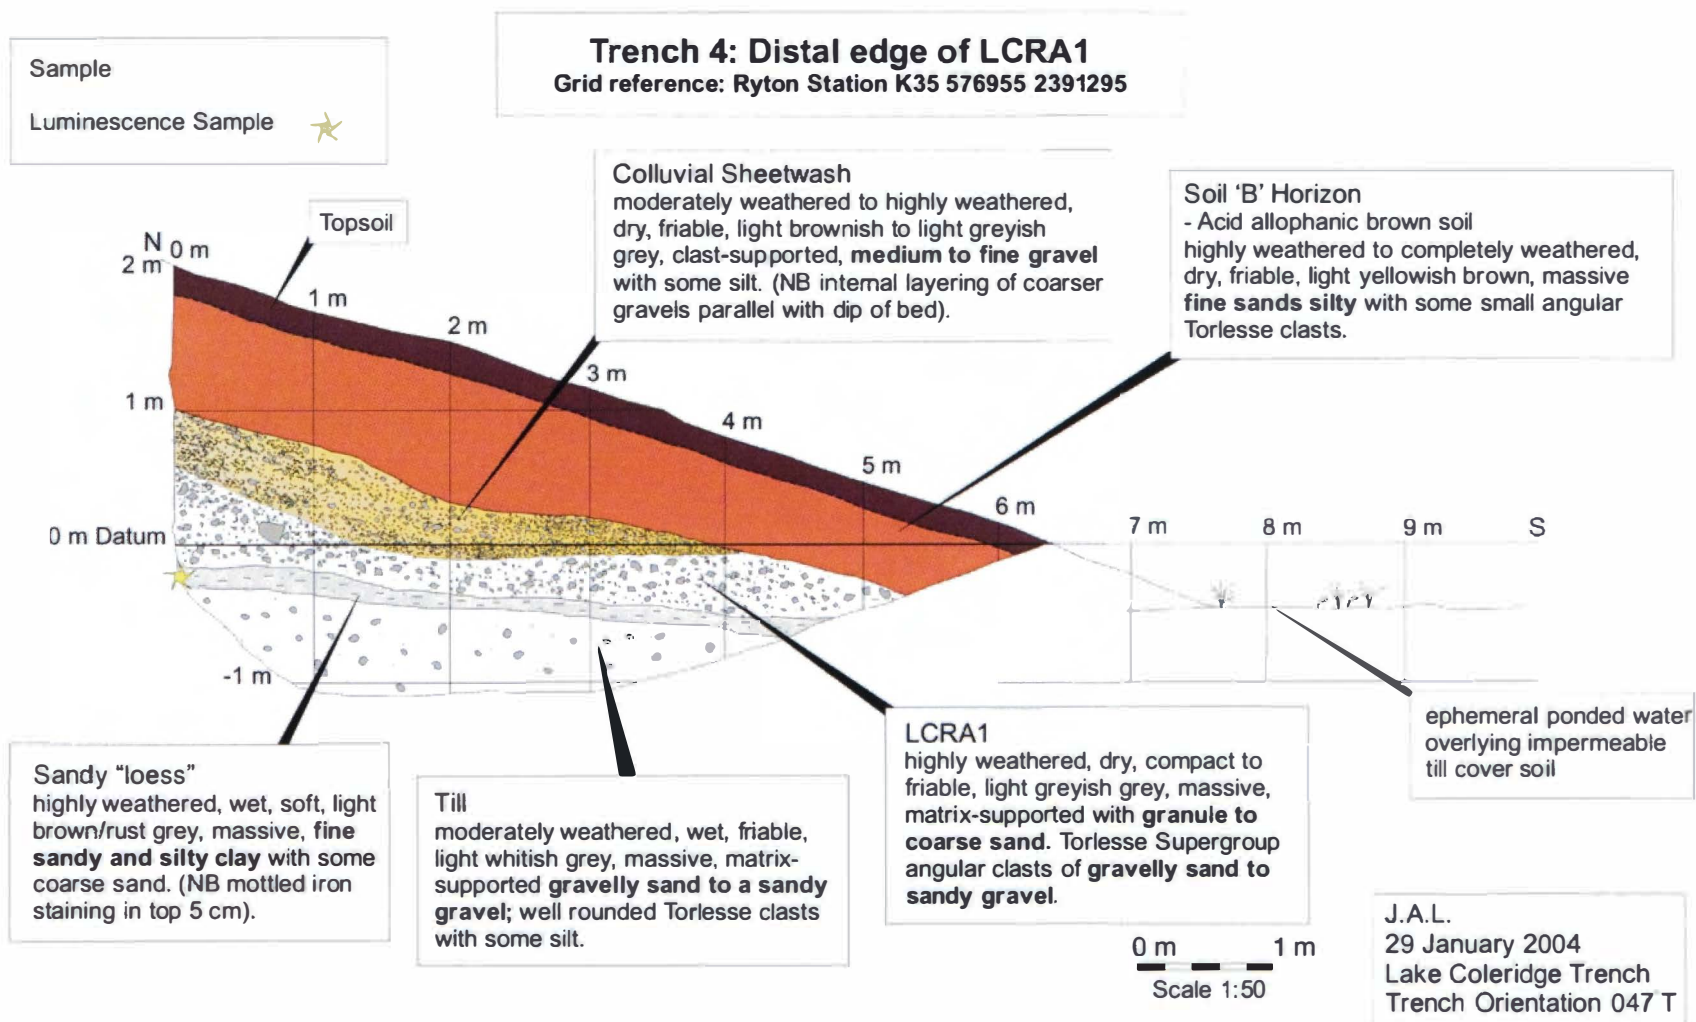 Trench 4: Distal edge of LCRA1
Grid reference: Ryton Station K35 576955 2391295
Sample
Luminescence Sample
Topsoil
Colluvial Sheetwash
moderately weathered to highly weathered,
dry, friable, light brownish to light greyish
grey, clast-supported, medium to fine gravel
with some silt. (NB internal layering of coarser
gravels parallel with dip of bed).
Soil ‘B’ Horizon
- Acid allophanic brown soil
highly weathered to completely weathered,
dry, friable, light yellowish brown, massive
fine sands silty with some small angular
Torlesse clasts.
N 0 m
2 m
1 m
2 m
3 m
1 m
4 m
5 m
6 m
7 m
8 m
9 m
S
0 m Datum
-1 m
Sandy “loess”
highly weathered, wet, soft, light
brown/rust grey, massive, fine
sandy and silty clay with some
coarse sand. (NB mottled iron
staining in top 5 cm).
Till
moderately weathered, wet, friable,
light whitish grey, massive, matrix-
supported gravelly sand to a sandy
gravel; well rounded Torlesse clasts
with some silt.
LCRA1
highly weathered, dry, compact to
friable, light greyish grey, massive,
matrix-supported with granule to
coarse sand. Torlesse Supergroup
angular clasts of gravelly sand to
sandy gravel.
ephemeral ponded water
overlying impermeable
till cover soil
0 m 1 m
Scale 1:50
J.A.L.
29 January 2004
Lake Coleridge Trench
Trench Orientation 047 T